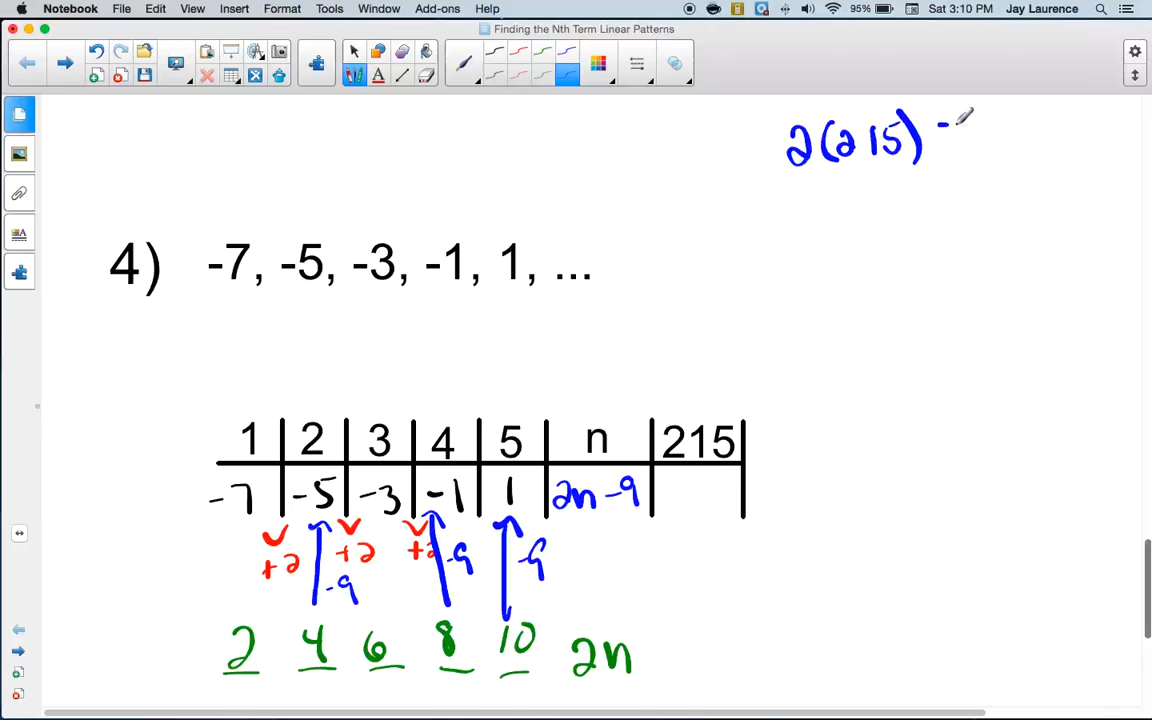 Notebook File Edit View Insert Format Tools Window Add-ons Help 95% Sat 3:10 PM Jay Laurence
Finding the Nth Term Linear Patterns
A
2(215) -
4) -7, -5, -3, -1, 1, ...
1 2 3 4 5 n 215
-7 -5 -3 -1 1 2n -9
+2 +2 +2 -9 -9
-9
2 4 6 8 10 2n